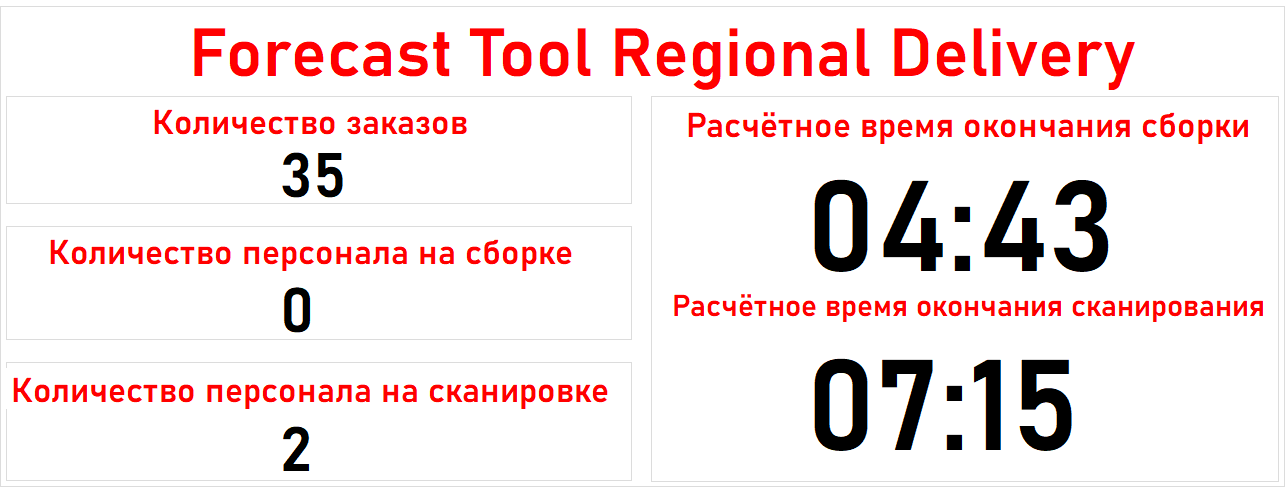 Forecast Tool Regional Delivery
Количество заказов
35
Количество персонала на сборке
0
Количество персонала на сканировке
2
Расчётное время окончания сборки
04:43
Расчётное время окончания сканирования
07:15